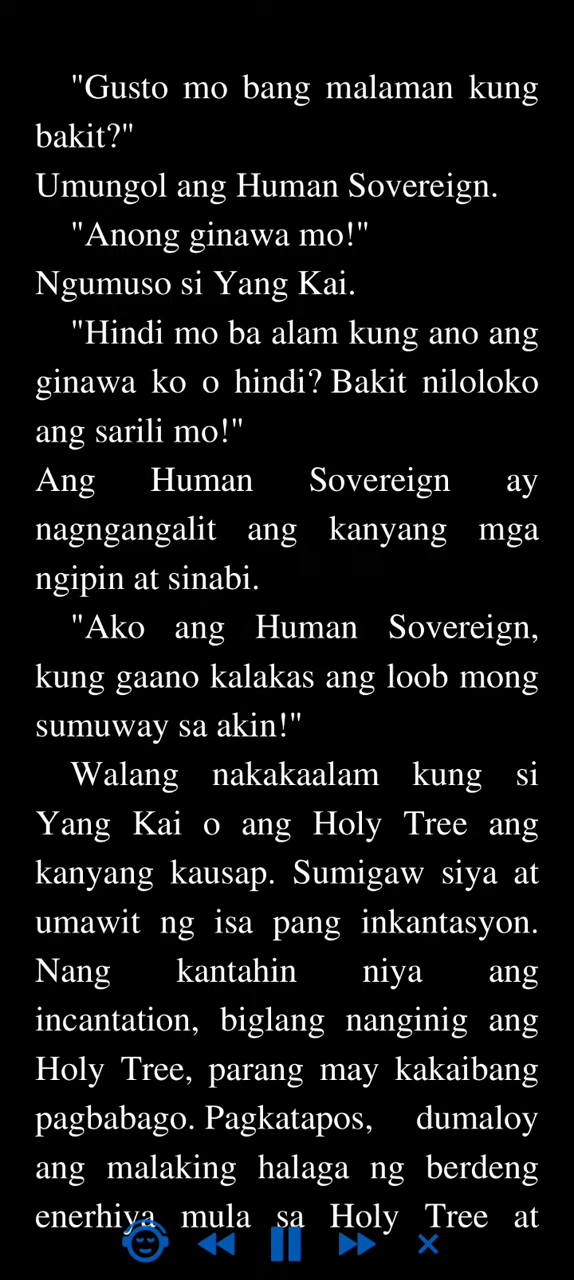 "Gusto mo bang malaman kung
bakit?"
Umungol ang Human Sovereign.
"Anong ginawa mo!"
Ngumuso si Yang Kai.
"Hindi mo ba alam kung ano ang
ginawa ko o hindi? Bakit niloloko
ang sarili mo!"
Ang Human Sovereign ay
nagngangalit ang kanyang mga
ngipin at sinabi.
"Ako ang Human Sovereign,
kung gaano kalakas ang loob mong
sumuway sa akin!"
Walang nakakaalam kung si
Yang Kai o ang Holy Tree ang
kanyang kausap. Sumigaw siya at
umawit ng isa pang inkantasyon.
Nang kantahin niya ang
incantation, biglang nanginig ang
Holy Tree, parang may kakaibang
pagbabago. Pagkatapos, dumaloy
ang malaking halaga ng berdeng
enerhiya mula sa Holy Tree at